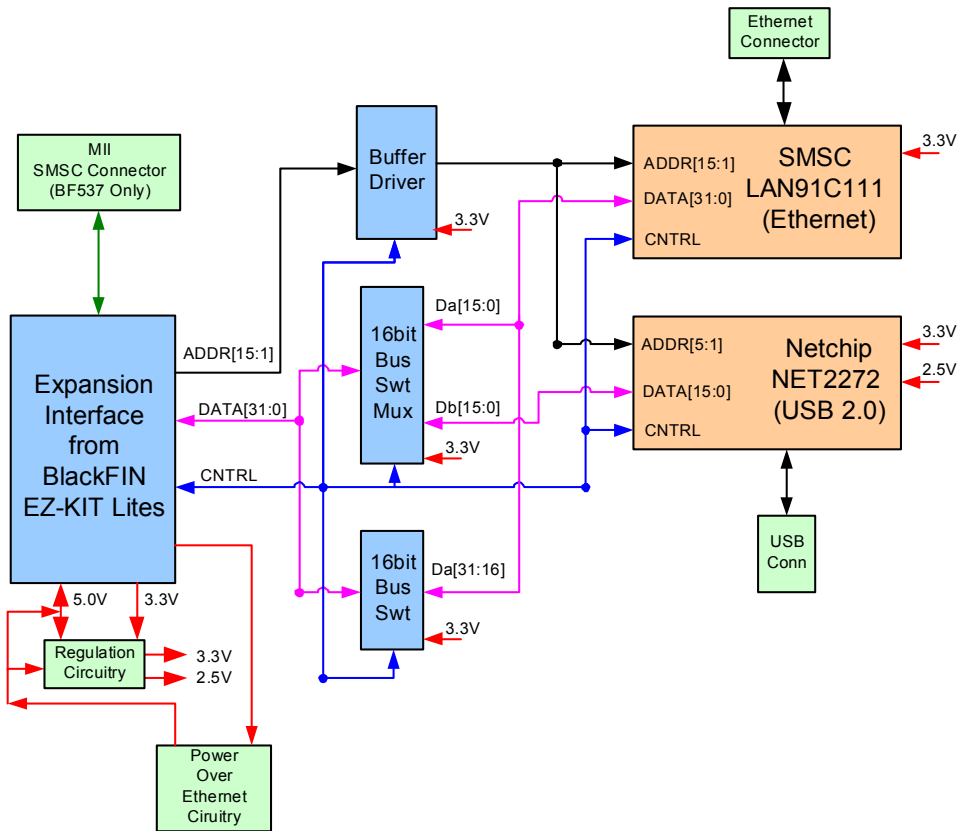 Ethernet
Connector
MII
SMSC Connector
(BF537 Only)
Buffer
Driver
3.3V
ADDR[15:1]
DATA[31:0]
CNTRL
SMSC
LAN91C111
(Ethernet)
3.3V
Expansion
Interface
from
BlackFIN
EZ-KIT Lites
ADDR[15:1]
DATA[31:0]
CNTRL
16bit
Bus
Swt
Mux
Da[15:0]
Db[15:0]
3.3V
ADDR[5:1]
DATA[15:0]
CNTRL
Netchip
NET2272
(USB 2.0)
3.3V
2.5V
16bit
Bus
Swt
Da[31:16]
3.3V
USB
Conn
5.0V
3.3V
Regulation
Circuitry
3.3V
2.5V
Power
Over
Ethernet
Ciruitry